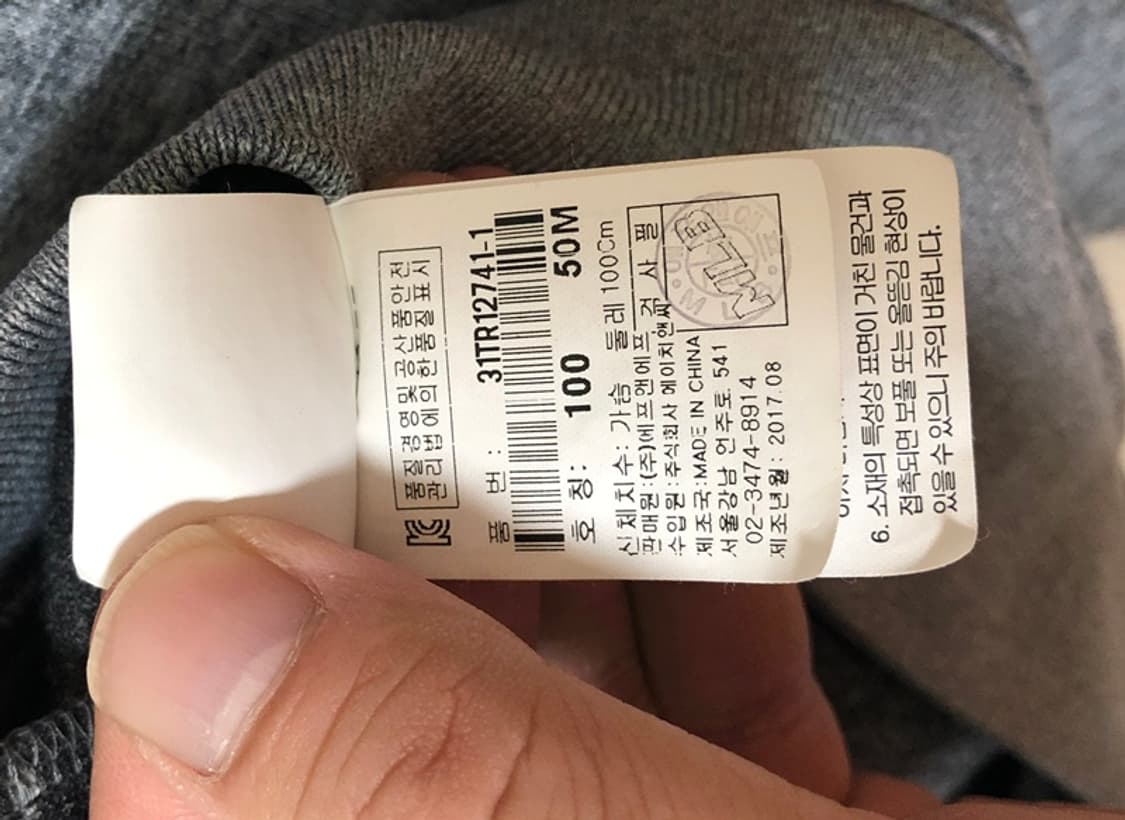 품질경영 및 공산품안전
관리법에 의한 품질표시
품 번 : 31TR12741-1
호 칭 : 100 50M
신체치수 : 가슴 둘레 100Cm
판매원 : (주)에프앤에프
수입원 : 주식회사 에이치앤씨
제조국 : MADE IN CHINA
서울강남 언주로 541
02-3474-8914
제조년월 : 2017.08
검사필
MLB
6. 소재의 특성상 표면이 거친 물건과
접촉되면 보풀 또는 올뜯김 현상이
있을 수 있으니 주의 바랍니다.